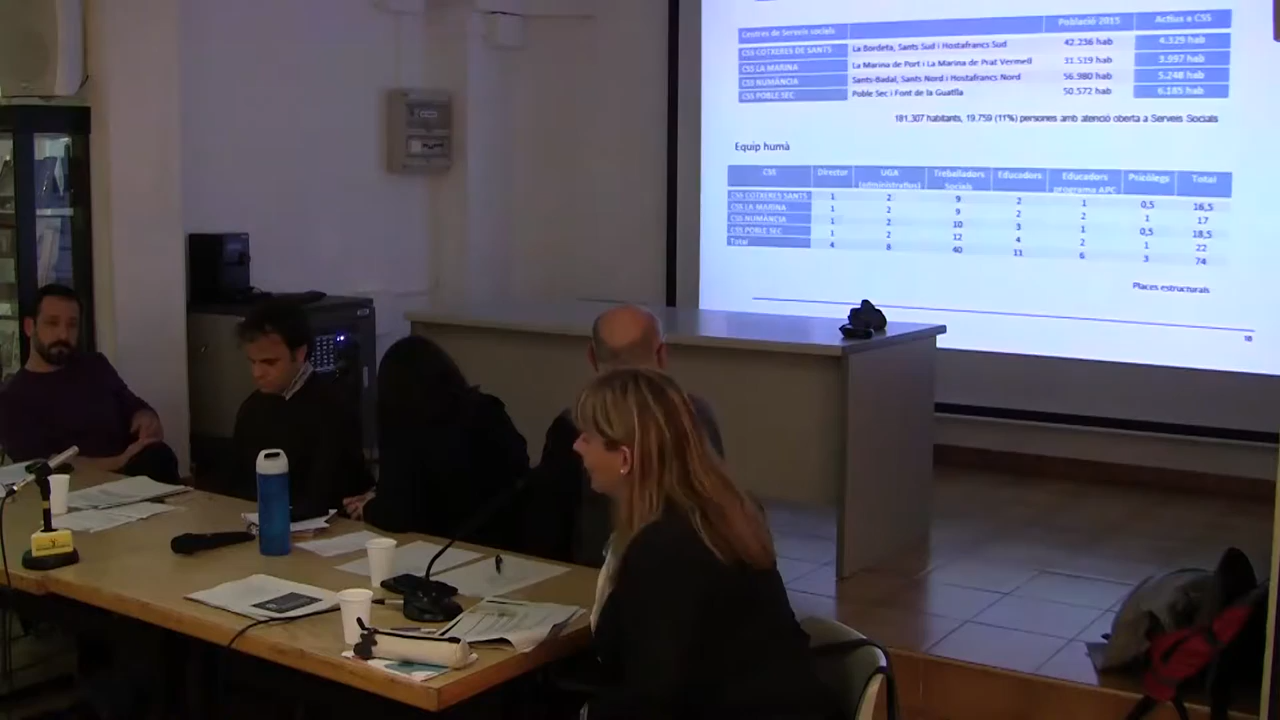 Centres de Serveis socials Població 2015 Actius a CSS
CSS COTXERES DE SANTS La Bordeta, Sants Sud i Hostafrancs Sud 42.236 hab 4.329 hab
CSS LA MARINA La Marina de Port i La Marina de Prat Vermell 31.519 hab 3.997 hab
CSS NUMÀNCIA Sants-Badal, Sants Nord i Hostafrancs Nord 56.980 hab 5.248 hab
CSS POBLE SEC Poble Sec i Font de la Guatlla 50.572 hab 6.185 hab
181.307 habitants, 19.759 (11%) persones amb atenció oberta a Serveis Socials
Equip humà
CSS Director UGA (administratius) Treballadors Socials Educadors Educadors programa APC Psicòlegs Total
CSS COTXERES SANTS 1 2 9 2 1 0,5 16,5
CSS LA MARINA 1 2 9 2 2 1 17
CSS NUMÀNCIA 1 2 10 3 1 0,5 18,5
CSS POBLE SEC 1 2 12 4 2 1 22
Total 4 8 40 11 6 3 74
Places estructurals